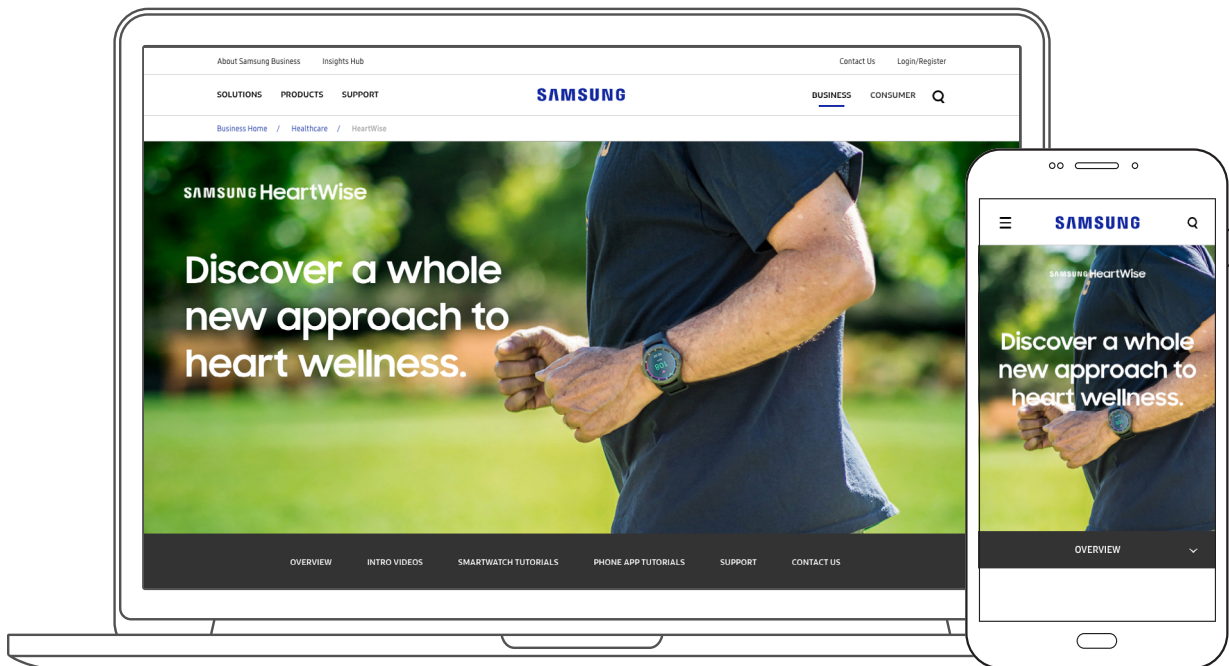 About Samsung Business Insights Hub Contact Us Login/Register
SOLUTIONS PRODUCTS SUPPORT SAMSUNG BUSINESS CONSUMER
Business Home / Healthcare / HeartWise
SAMSUNG HeartWise
Discover a whole
new approach to
heart wellness.
108
OVERVIEW INTRO VIDEOS SMARTWATCH TUTORIALS PHONE APP TUTORIALS SUPPORT CONTACT US
SAMSUNG
SAMSUNG HeartWise
Discover a whole
new approach to
heart wellness.
OVERVIEW